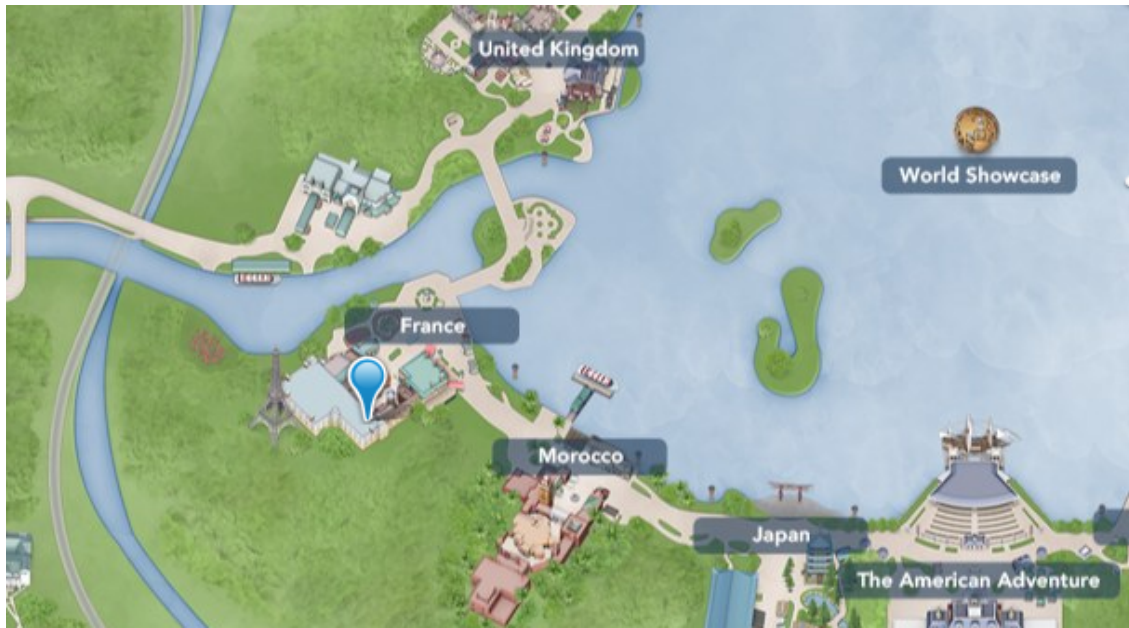 United Kingdom
World Showcase
France
Morocco
Japan
The American Adventure